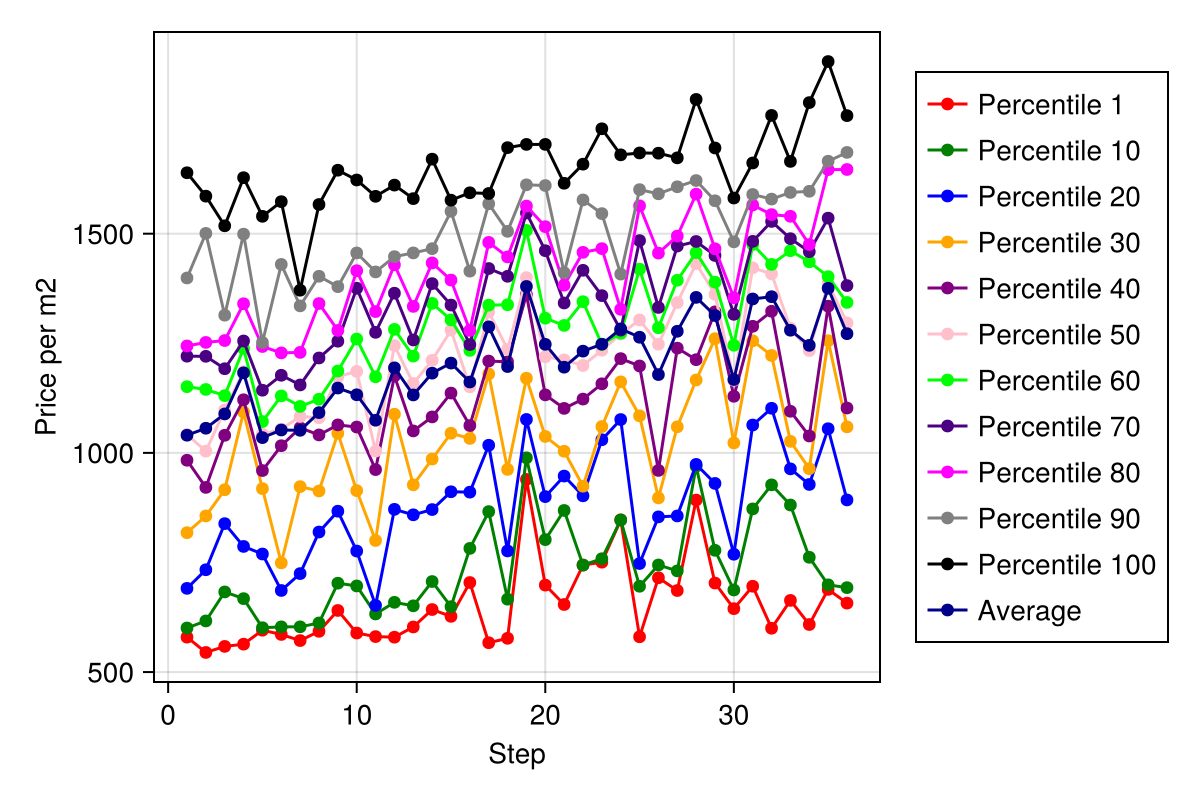 Price per m2
1500
1000
500
0 10 20 30
Step
Percentile 1
Percentile 10
Percentile 20
Percentile 30
Percentile 40
Percentile 50
Percentile 60
Percentile 70
Percentile 80
Percentile 90
Percentile 100
Average